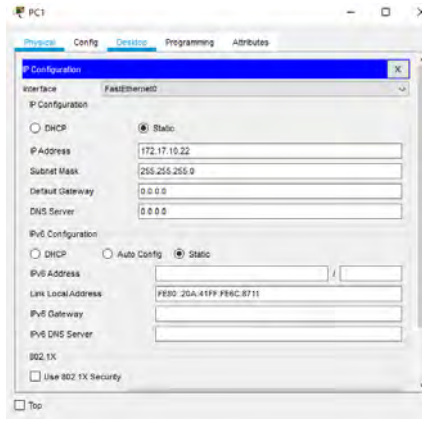 PC1
Physical Config Desktop Programming Attributes
IP Configuration X
Interface FastEthernet0
IP Configuration
DHCP Static
IP Address 172.17.10.22
Subnet Mask 255.255.255.0
Default Gateway 0.0.0.0
DNS Server 0.0.0.0
IPv6 Configuration
DHCP Auto Config Static
IPv6 Address /
Link Local Address FE80::20A:41FF:FE6C:8711
IPv6 Gateway
IPv6 DNS Server
802.1X
Use 802.1X Security
Top